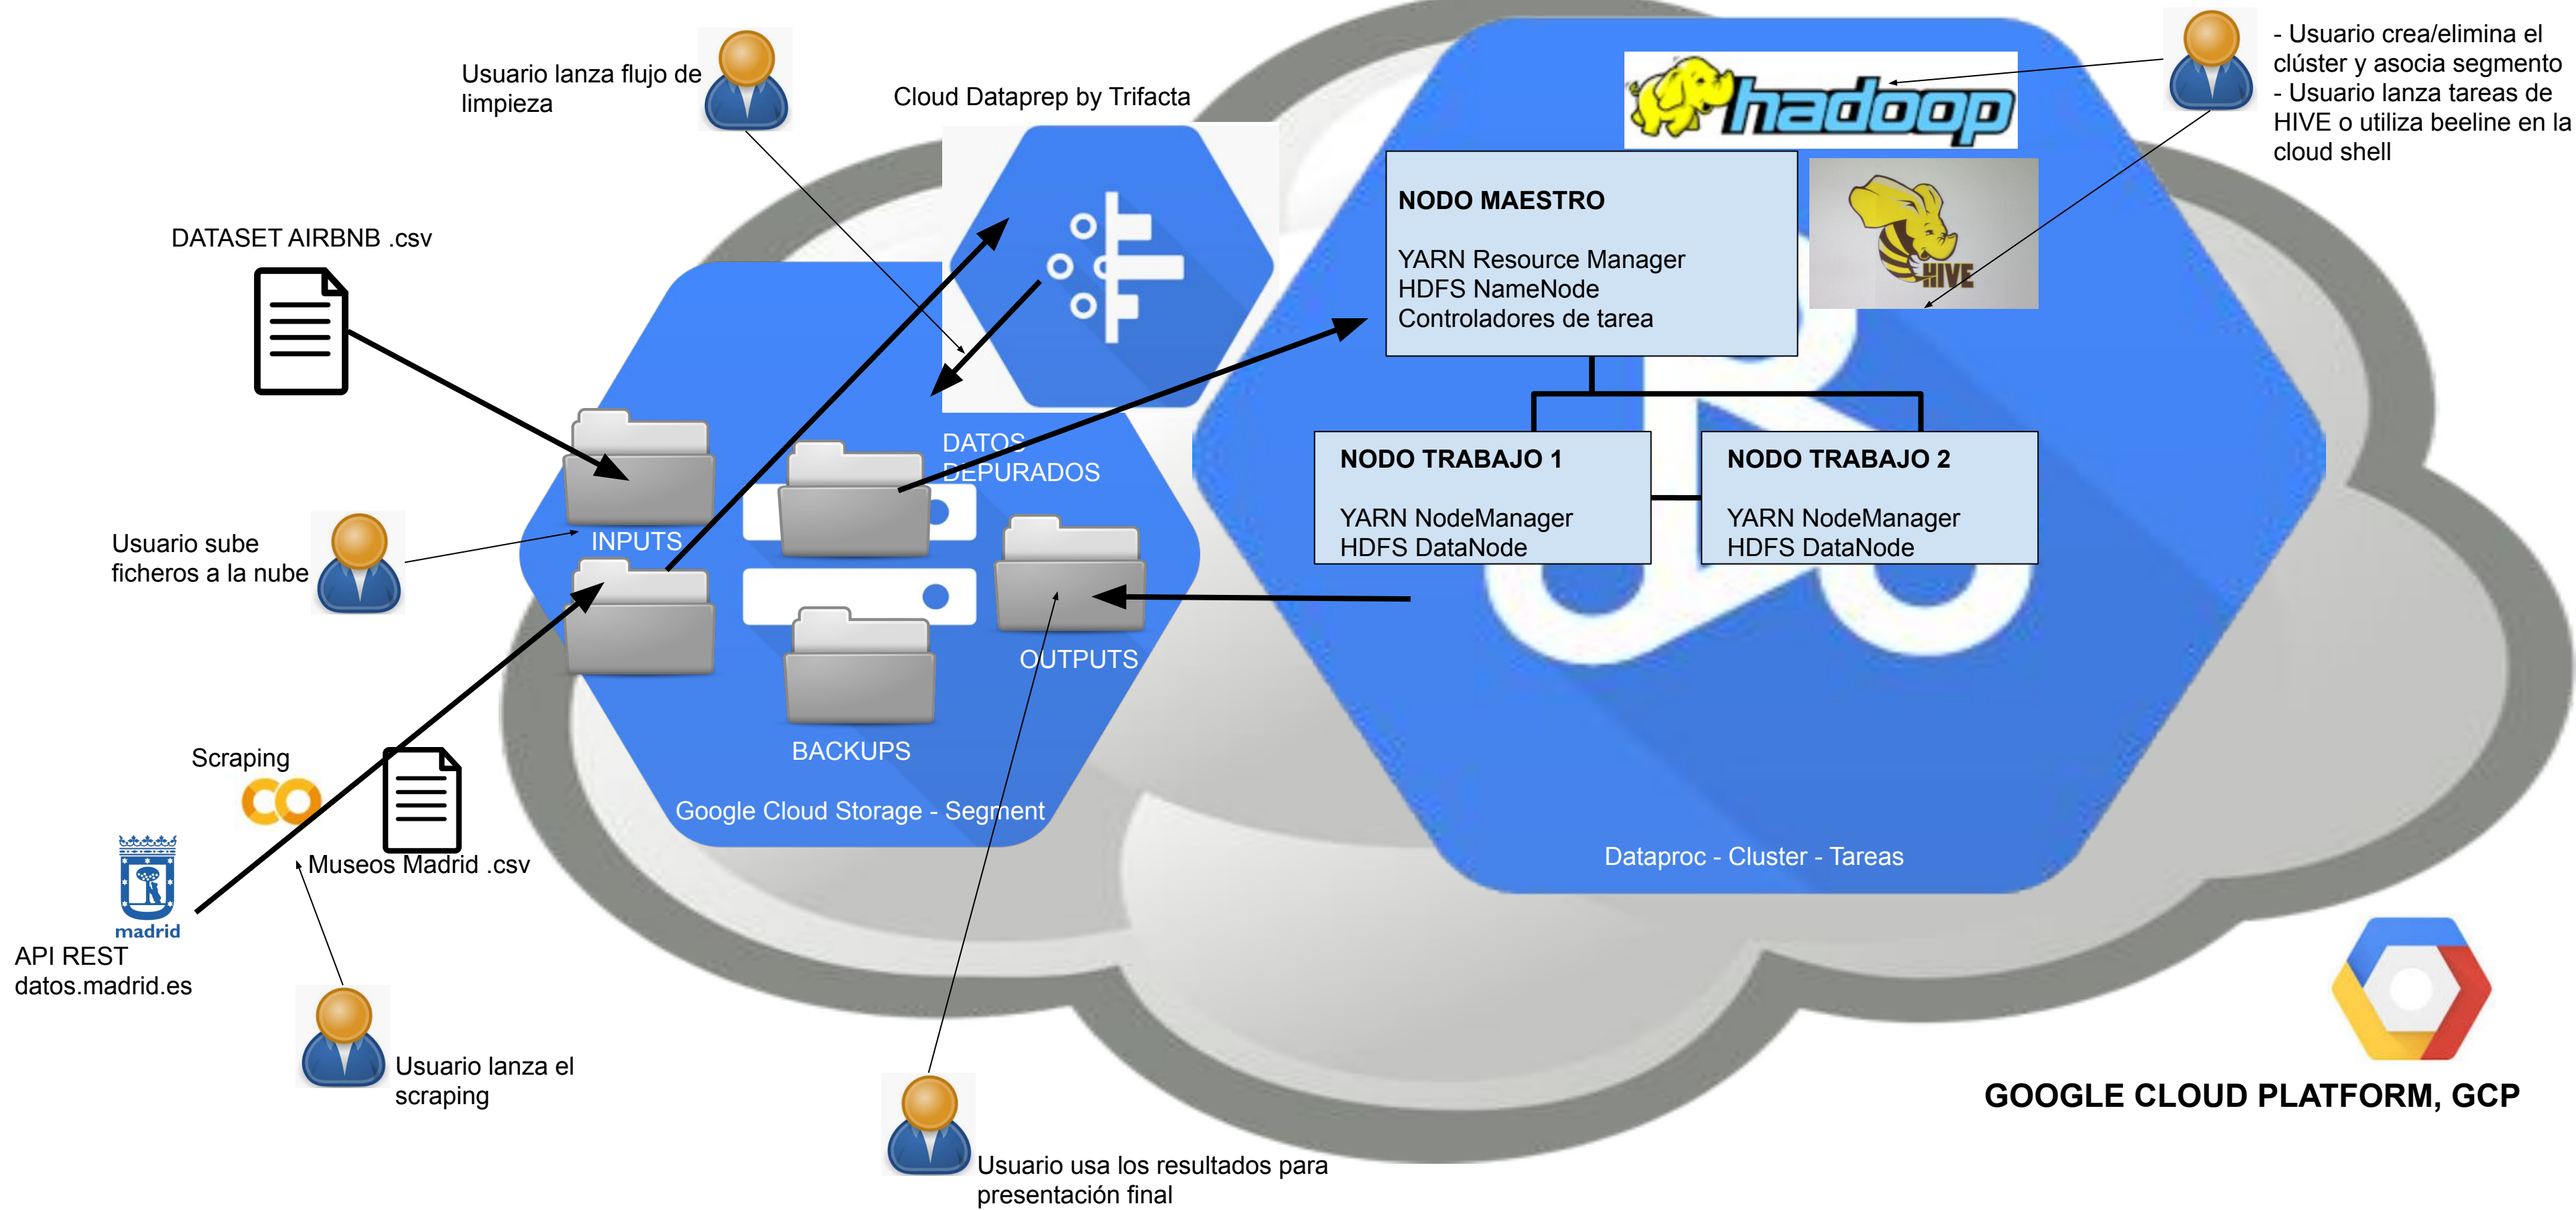 Usuario lanza flujo de
limpieza
Cloud Dataprep by Trifacta
hadoop
- Usuario crea/elimina el
clúster y asocia segmento
- Usuario lanza tareas de
HIVE o utiliza beeline en la
cloud shell
NODO MAESTRO
YARN Resource Manager
HDFS NameNode
Controladores de tarea
HIVE
DATASET AIRBNB .csv
DATOS
DEPURADOS
NODO TRABAJO 1
YARN NodeManager
HDFS DataNode
NODO TRABAJO 2
YARN NodeManager
HDFS DataNode
Usuario sube
ficheros a la nube
INPUTS
OUTPUTS
BACKUPS
Google Cloud Storage - Segment
Dataproc - Cluster - Tareas
Scraping
Museos Madrid .csv
madrid
API REST
datos.madrid.es
Usuario lanza el
scraping
Usuario usa los resultados para
presentación final
GOOGLE CLOUD PLATFORM, GCP